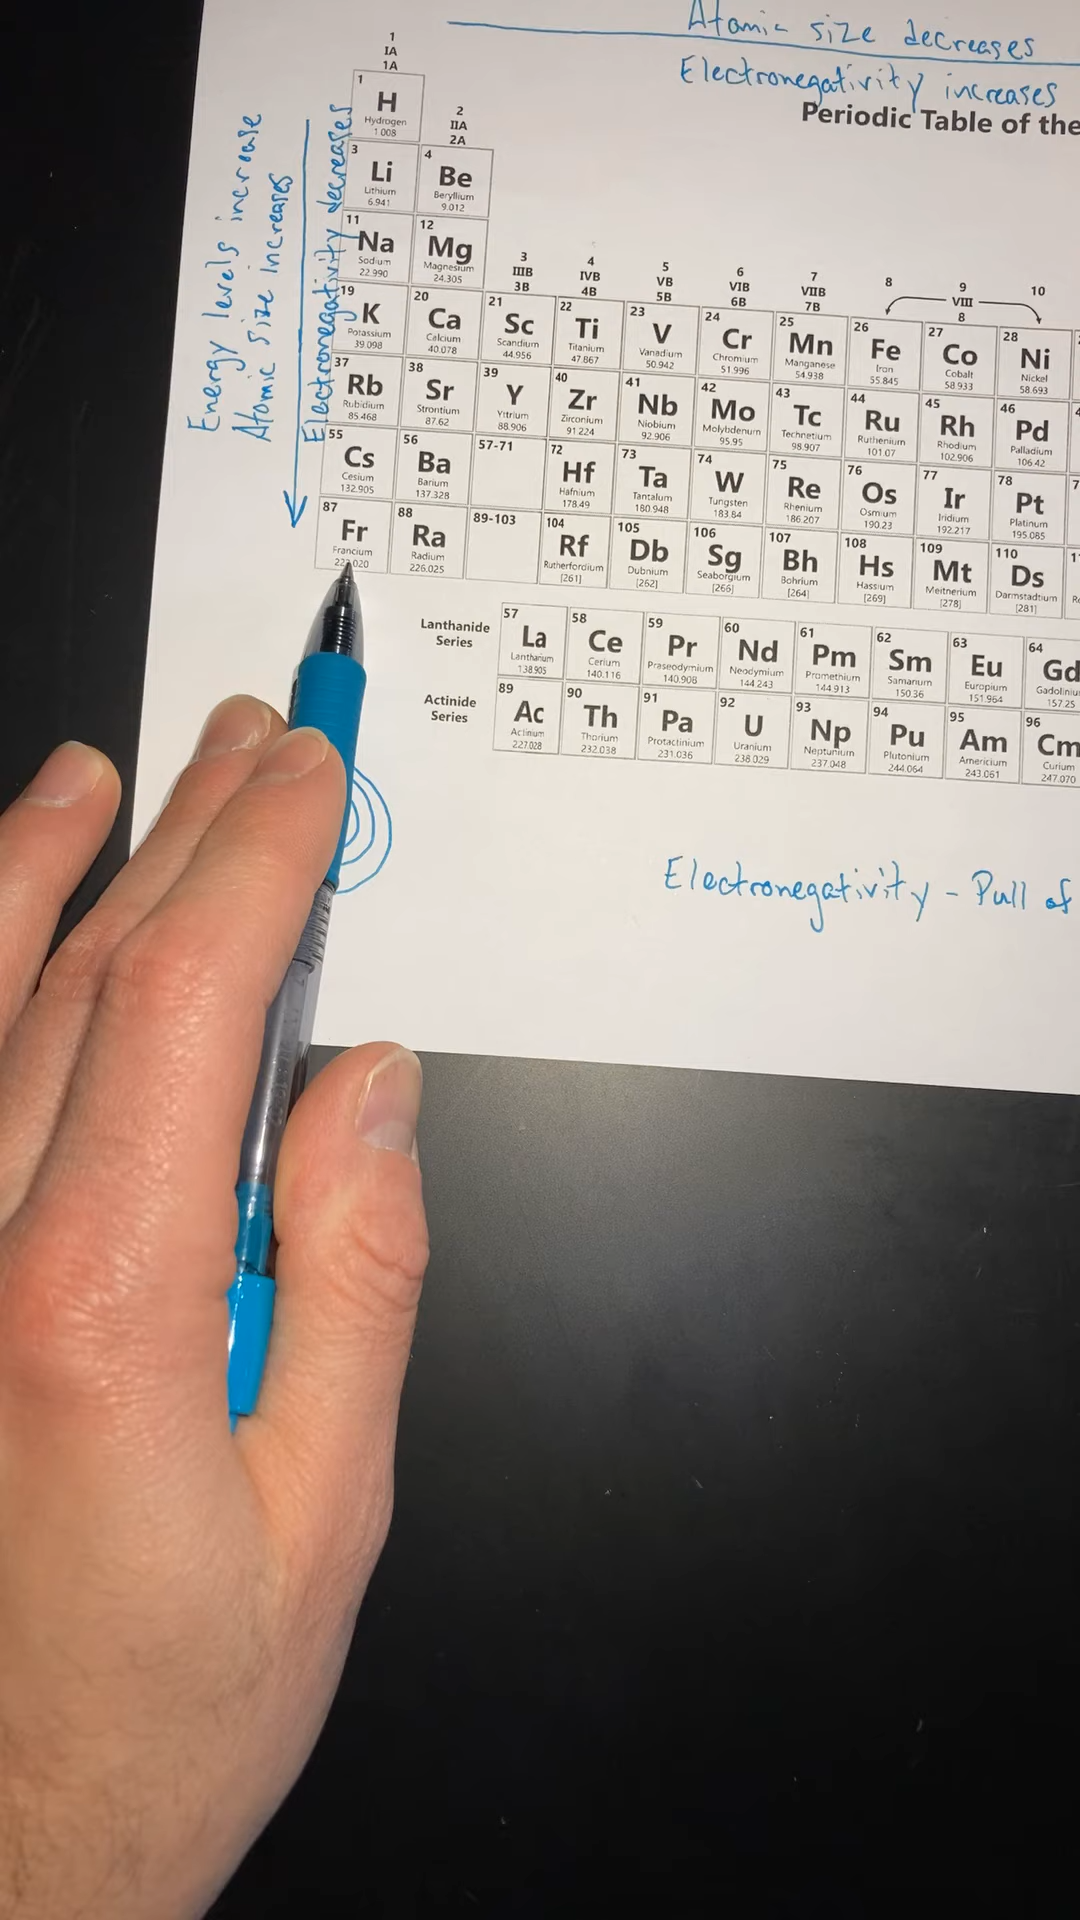 Atomic size decreases
Electronegativity increases
Periodic Table of the
Energy levels increase
Atomic size increases
Electronegativity decreases
1
IA
1A
2
IIA
2A
3
IIIB
3B
4
IVB
4B
5
VB
5B
6
VIB
6B
7
VIIB
7B
8
9
VIII
8
10
1
H
Hydrogen
1.008
3
Li
Lithium
6.941
4
Be
Beryllium
9.012
11
Na
Sodium
22.990
12
Mg
Magnesium
24.305
19
K
Potassium
39.098
20
Ca
Calcium
40.078
21
Sc
Scandium
44.956
22
Ti
Titanium
47.867
23
V
Vanadium
50.942
24
Cr
Chromium
51.996
25
Mn
Manganese
54.938
26
Fe
Iron
55.845
27
Co
Cobalt
58.933
28
Ni
Nickel
58.693
37
Rb
Rubidium
85.468
38
Sr
Strontium
87.62
39
Y
Yttrium
88.906
40
Zr
Zirconium
91.224
41
Nb
Niobium
92.906
42
Mo
Molybdenum
95.95
43
Tc
Technetium
98.907
44
Ru
Ruthenium
101.07
45
Rh
Rhodium
102.906
46
Pd
Palladium
106.42
55
Cs
Cesium
132.905
56
Ba
Barium
137.328
57-71
72
Hf
Hafnium
178.49
73
Ta
Tantalum
180.948
74
W
Tungsten
183.84
75
Re
Rhenium
186.207
76
Os
Osmium
190.23
77
Ir
Iridium
192.217
78
Pt
Platinum
195.085
87
Fr
Francium
88
Ra
Radium
226.025
89-103
104
Rf
Rutherfordium
[261]
105
Db
Dubnium
[262]
106
Sg
Seaborgium
[266]
107
Bh
Bohrium
[264]
108
Hs
Hassium
[269]
109
Mt
Meitnerium
[278]
110
Ds
Darmstadtium
[281]
Lanthanide
Series
57
La
Lanthanum
138.905
58
Ce
Cerium
140.116
59
Pr
Praseodymium
140.908
60
Nd
Neodymium
144.243
61
Pm
Promethium
144.913
62
Sm
Samarium
150.36
63
Eu
Europium
151.964
64
Gd
Gadoliniu
157.25
Actinide
Series
89
Ac
Actinium
227.028
90
Th
Thorium
232.038
91
Pa
Protactinium
231.036
92
U
Uranium
238.029
93
Np
Neptunium
237.048
94
Pu
Plutonium
244.064
95
Am
Americium
243.061
96
Cm
Curium
247.070
Electronegativity - Pull of